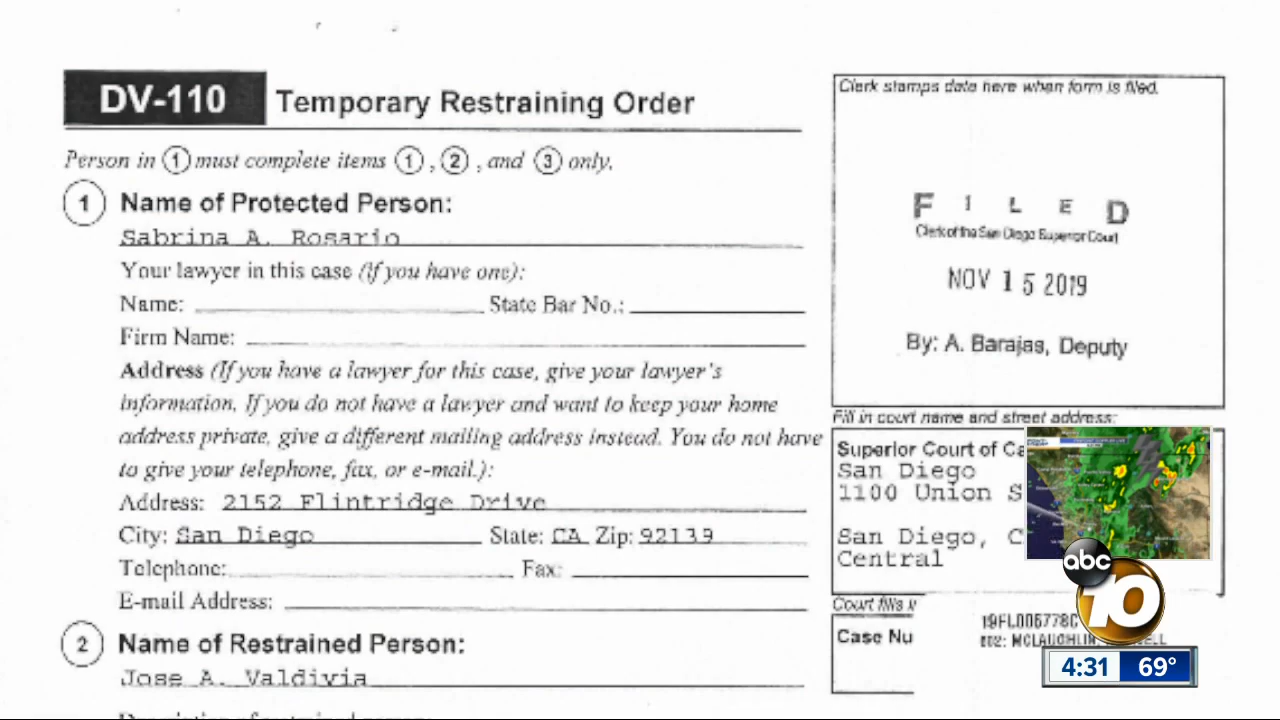 DV-110 Temporary Restraining Order
Person in 1 must complete items 1, 2, and 3 only.
1 Name of Protected Person:
Sabrina A. Rosario
Your lawyer in this case (if you have one):
Name: State Bar No.:
Firm Name:
Address (If you have a lawyer for this case, give your lawyer's
information. If you do not have a lawyer and want to keep your home
address private, give a different mailing address instead. You do not have
to give your telephone, fax, or e-mail.):
Address: 2152 Flintridge Drive
City: San Diego State: CA Zip: 92139
Telephone: Fax:
E-mail Address:
2 Name of Restrained Person:
Jose A. Valdivia
Clerk stamps date here when form is filed.
FILED
Clerk of the San Diego Superior Court
NOV 15 2019
By: A. Barajas, Deputy
Fill in court name and street address:
Superior Court of Ca
San Diego
1100 Union S
San Diego, C
Central
Court fills i
Case Nu
abc
10
4:31 69°